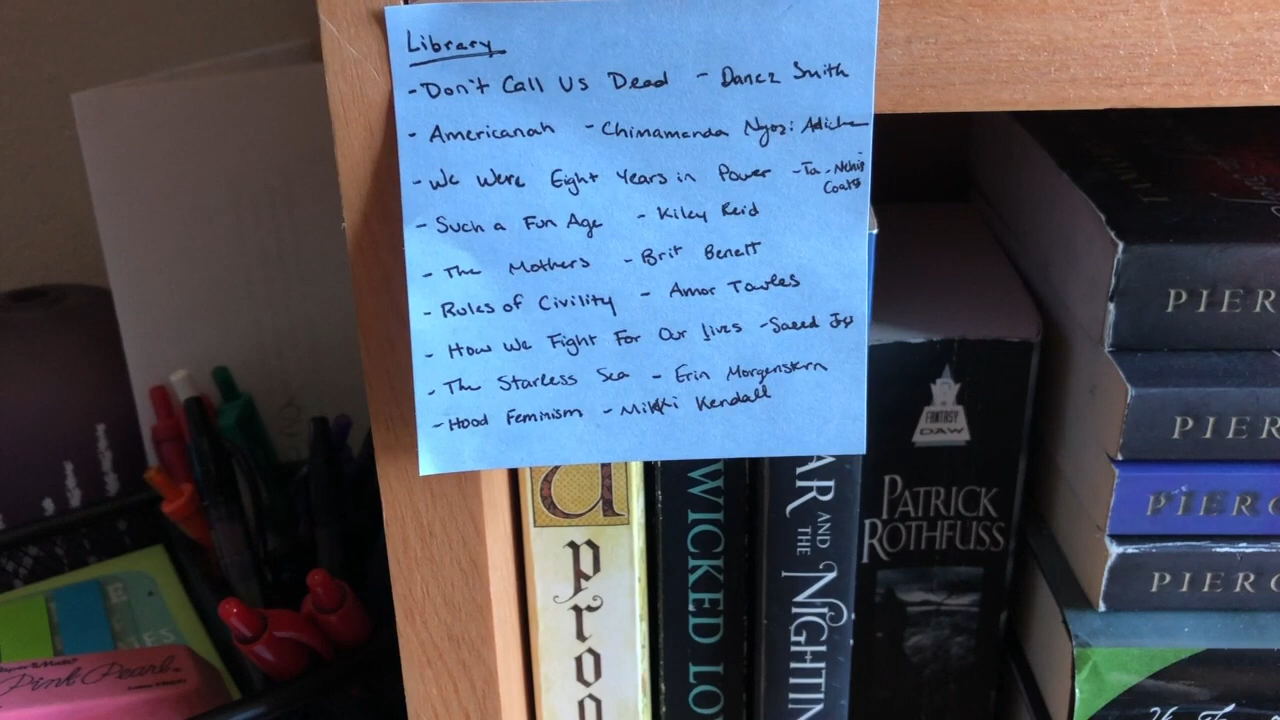 Library
- Don't Call Us Dead - Danez Smith
- Americanah - Chimamanda Ngozi Adichie
- We Were Eight Years in Power - Ta-Nehisi
Coates
- Such a Fun Age - Kiley Reid
- The Mothers - Brit Benett
- Rules of Civility - Amor Towles
- How We Fight For Our Lives - Saeed
- The Starless Sea - Erin Morgenstern
- Hood Feminism - Mikki Kendall
a
pro
WICKED LO
AR AND THE NIGHTIN
FANTASY
DAW
PATRICK
ROTHFUSS
PIER
PIER
PIERC
PIERC
Pink Pearl